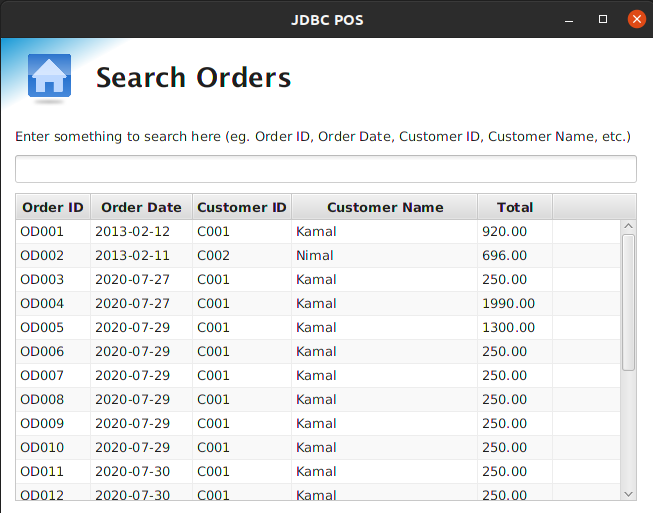 JDBC POS
Search Orders
Enter something to search here (eg. Order ID, Order Date, Customer ID, Customer Name, etc.)
Order ID Order Date Customer ID Customer Name Total
OD001 2013-02-12 C001 Kamal 920.00
OD002 2013-02-11 C002 Nimal 696.00
OD003 2020-07-27 C001 Kamal 250.00
OD004 2020-07-27 C001 Kamal 1990.00
OD005 2020-07-29 C001 Kamal 1300.00
OD006 2020-07-29 C001 Kamal 250.00
OD007 2020-07-29 C001 Kamal 250.00
OD008 2020-07-29 C001 Kamal 250.00
OD009 2020-07-29 C001 Kamal 250.00
OD010 2020-07-29 C001 Kamal 250.00
OD011 2020-07-30 C001 Kamal 250.00
OD012 2020-07-30 C001 Kamal 250.00